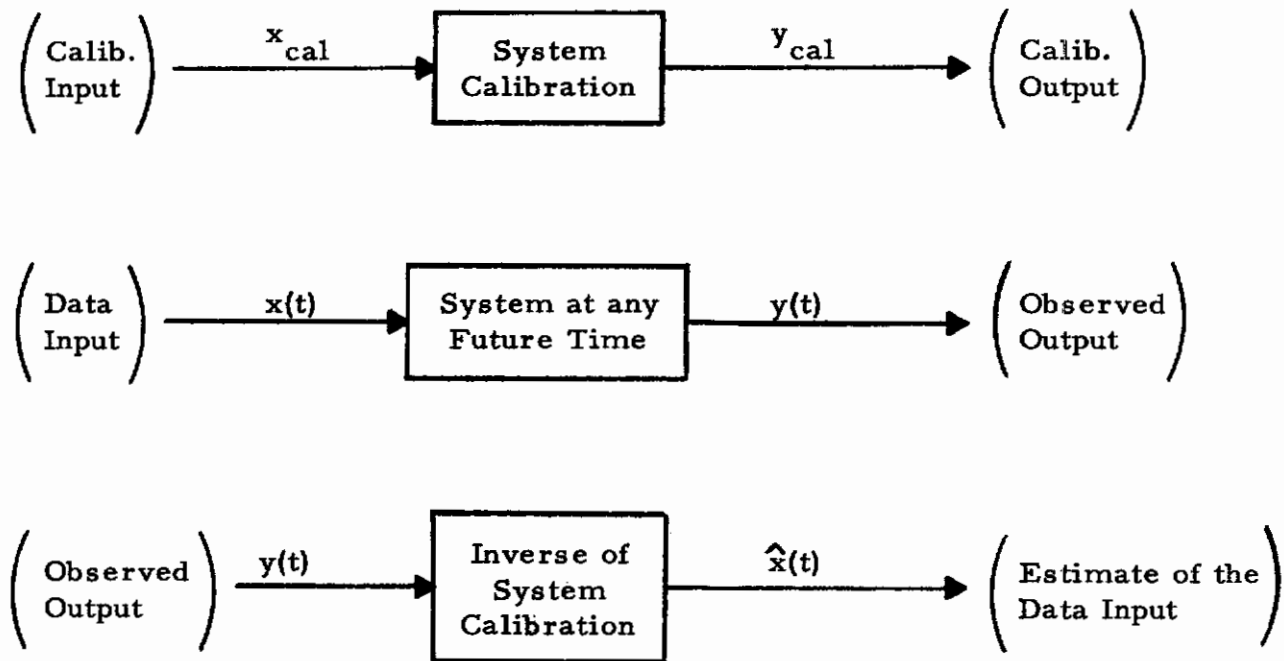 Calib.
Input
x_cal
System
Calibration
y_cal
Calib.
Output
Data
Input
x(t)
System at any
Future Time
y(t)
Observed
Output
Observed
Output
y(t)
Inverse of
System
Calibration
x̂(t)
Estimate of the
Data Input